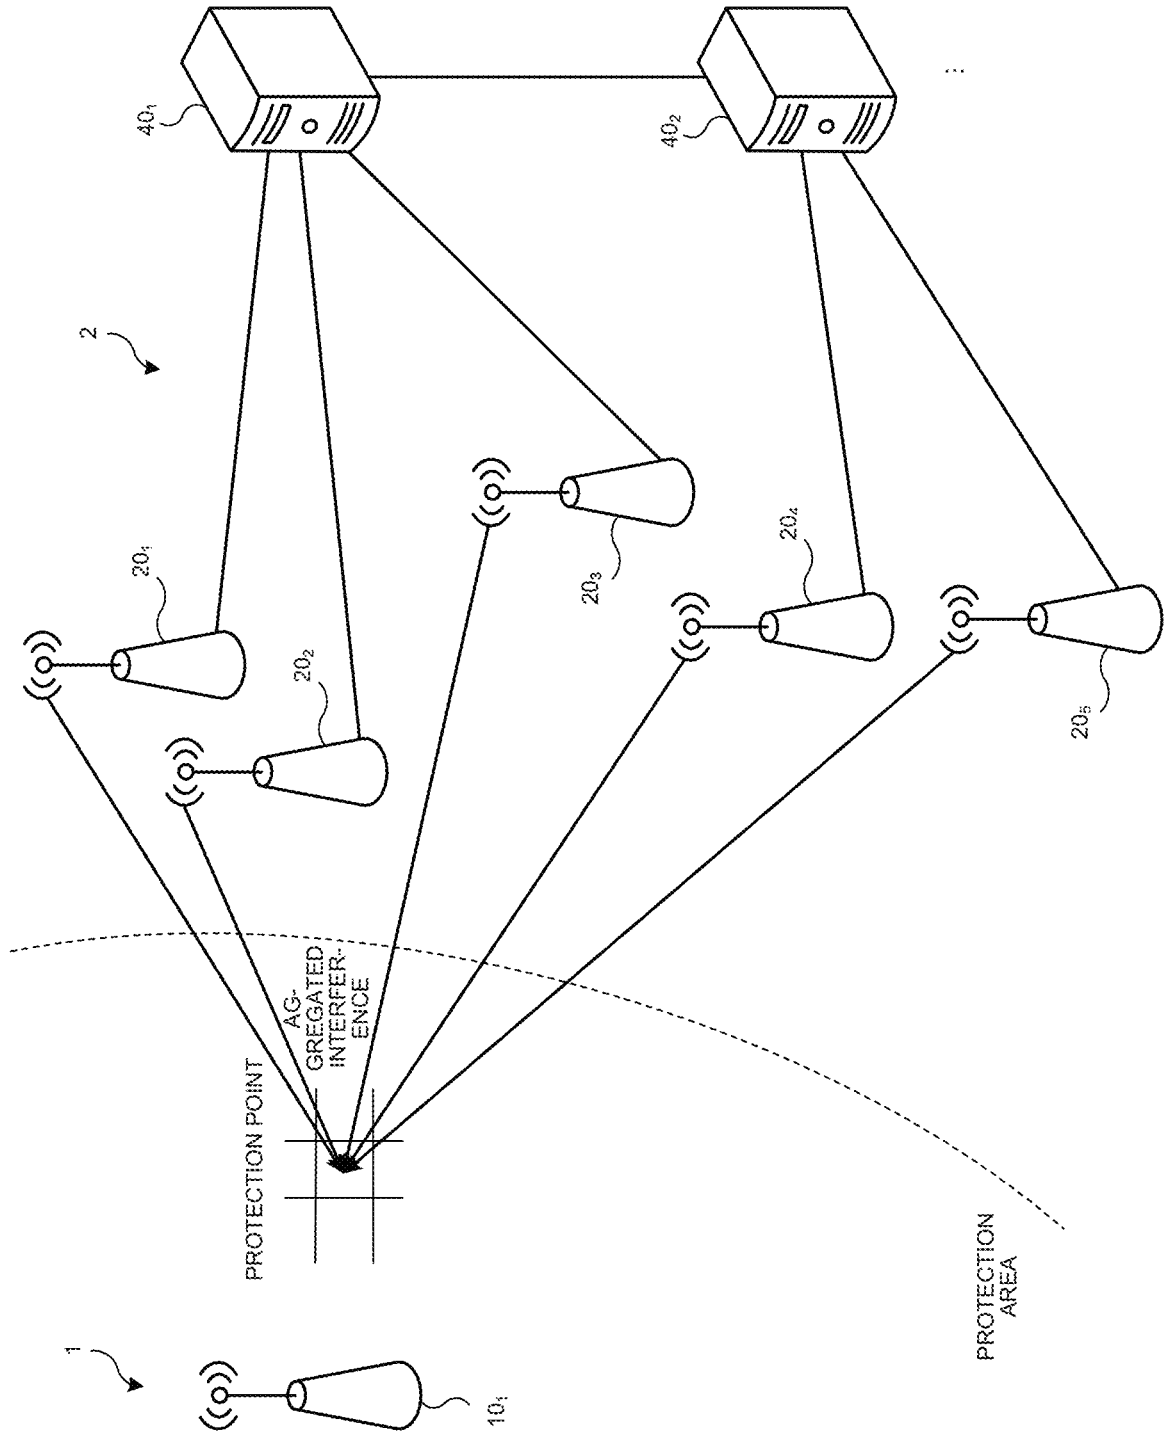 1
10₁
PROTECTION POINT
AG-
GREGATED
INTERFER-
ENCE
PROTECTION
AREA
2
20₁
20₂
20₃
20₄
20₅
40₁
40₂
...